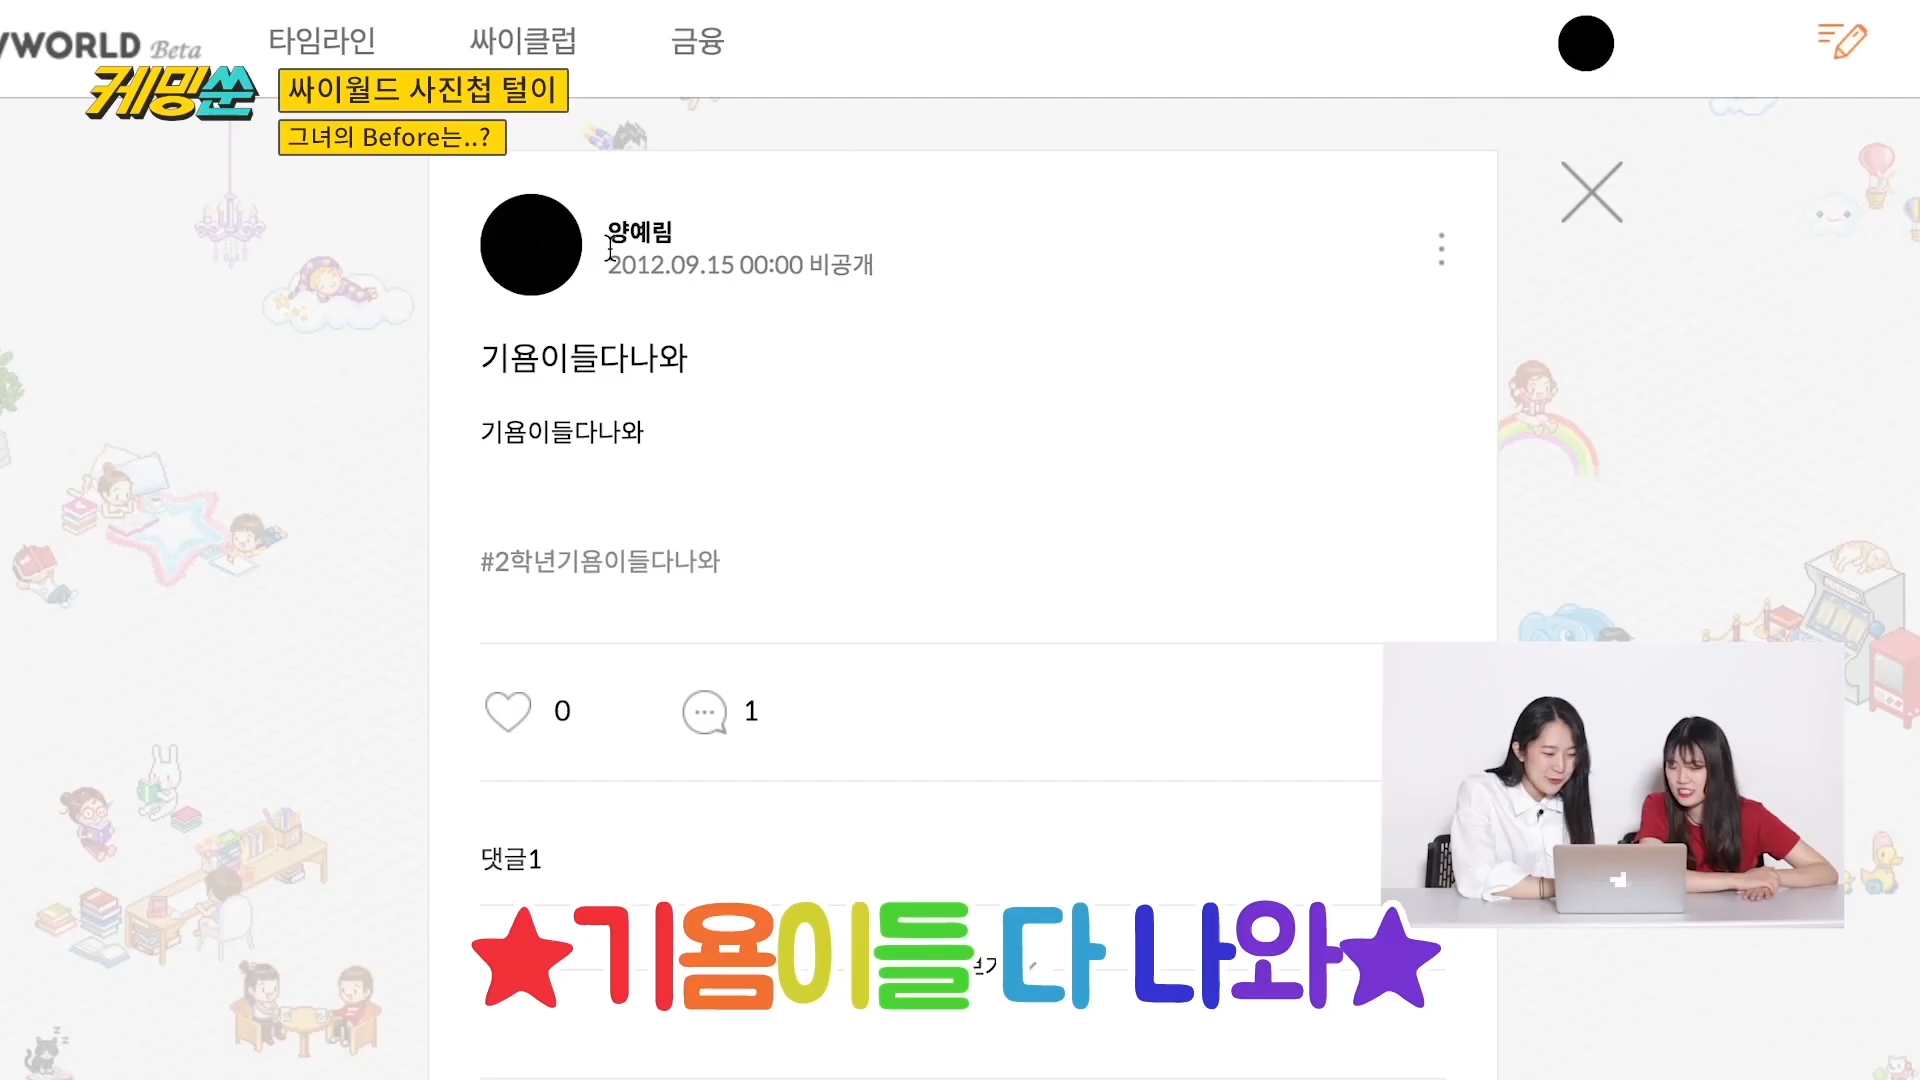 YWORLD Beta
타임라인
싸이클럽
금융
케밍쑨
싸이월드 사진첩 털이
그녀의 Before는..?
양예림
2012.09.15 00:00 비공개
기욤이들다나와
기욤이들다나와
#2학년기욤이들다나와
0
1
댓글1
★기욤이들 다 나와★